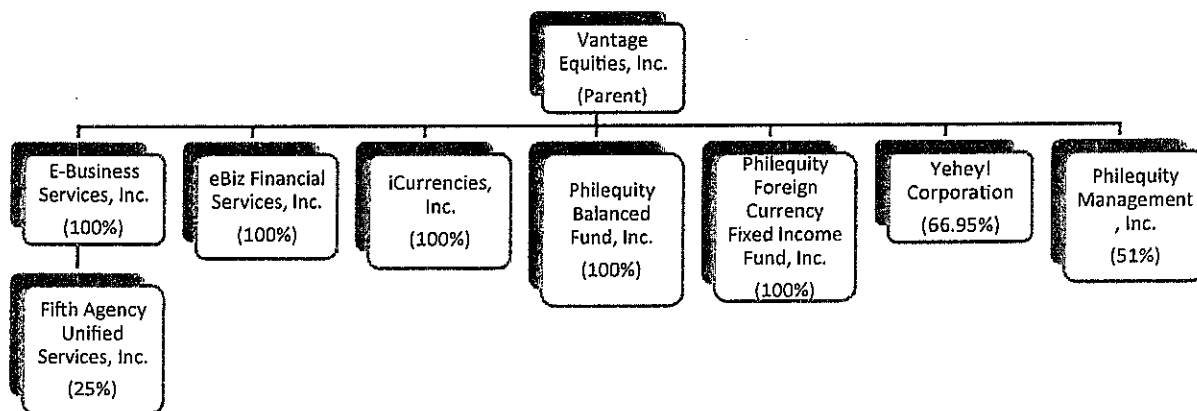 Vantage
Equities, Inc.
(Parent)
E-Business
Services, Inc.
(100%)
eBiz Financial
Services, Inc.
(100%)
iCurrencies,
Inc.
(100%)
Philequity
Balanced
Fund, Inc.
(100%)
Philequity
Foreign
Currency
Fixed Income
Fund, Inc.
(100%)
Yehey!
Corporation
(66.95%)
Philequity
Management
, Inc.
(51%)
Fifth Agency
Unified
Services, Inc.
(25%)